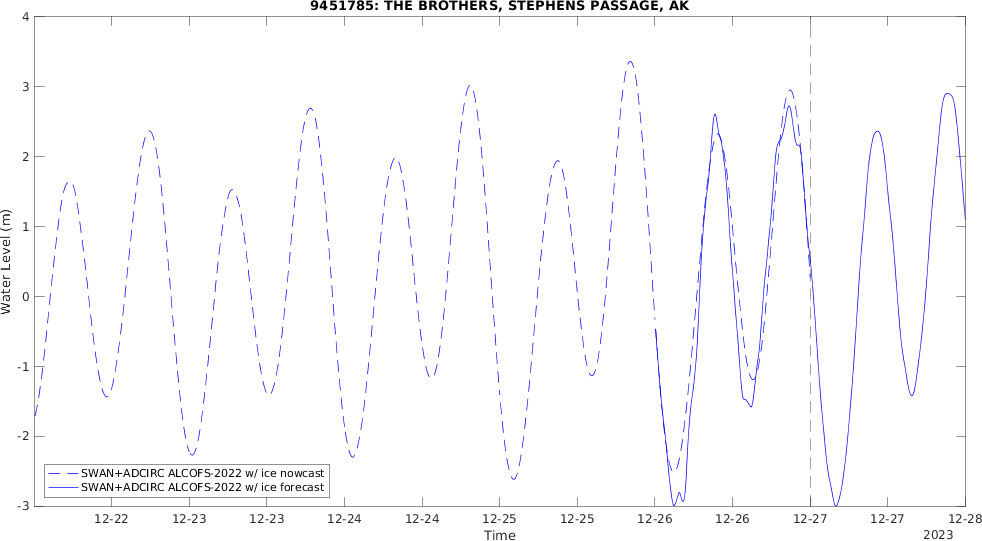 9451785: THE BROTHERS, STEPHENS PASSAGE, AK
4
3
2
1
0
-1
-2
-3
Water Level (m)
SWAN+ADCIRC ALCOFS-2022 w/ ice nowcast
SWAN+ADCIRC ALCOFS-2022 w/ ice forecast
12-22 12-23 12-23 12-24 12-24 12-25 12-25 12-26 12-26 12-27 12-27 12-28
Time
2023